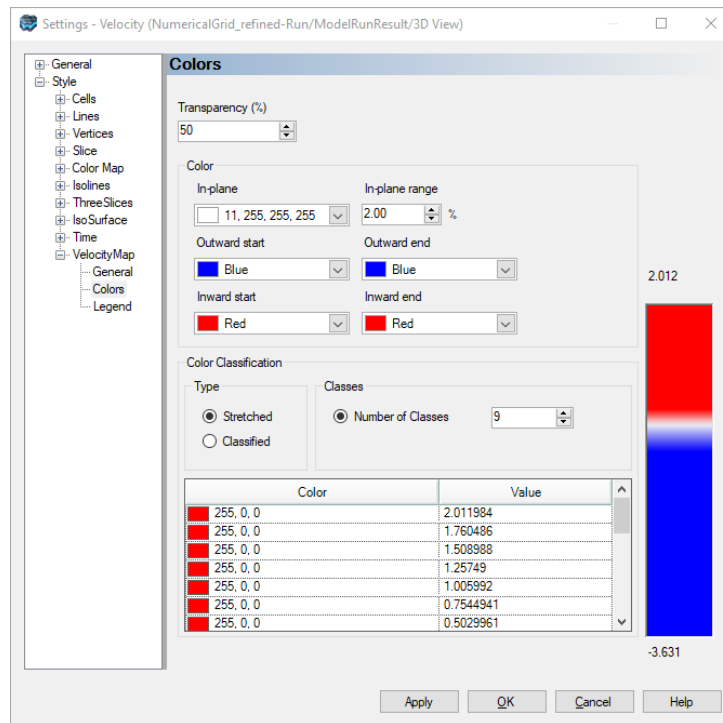 Settings - Velocity (NumericalGrid_refined-Run/ModelRunResult/3D View)
General
Style
Cells
Lines
Vertices
Slice
Color Map
Isolines
ThreeSlices
IsoSurface
Time
VelocityMap
General
Colors
Legend
Colors
Transparency (%)
50
Color
In-plane In-plane range
11, 255, 255, 255 2.00 %
Outward start Outward end
Blue Blue
Inward start Inward end
Red Red
Color Classification
Type Classes
Stretched Number of Classes 9
Classified
Color Value
255, 0, 0 2.011984
255, 0, 0 1.760486
255, 0, 0 1.508988
255, 0, 0 1.25749
255, 0, 0 1.005992
255, 0, 0 0.7544941
255, 0, 0 0.5029961
2.012
-3.631
Apply OK Cancel Help